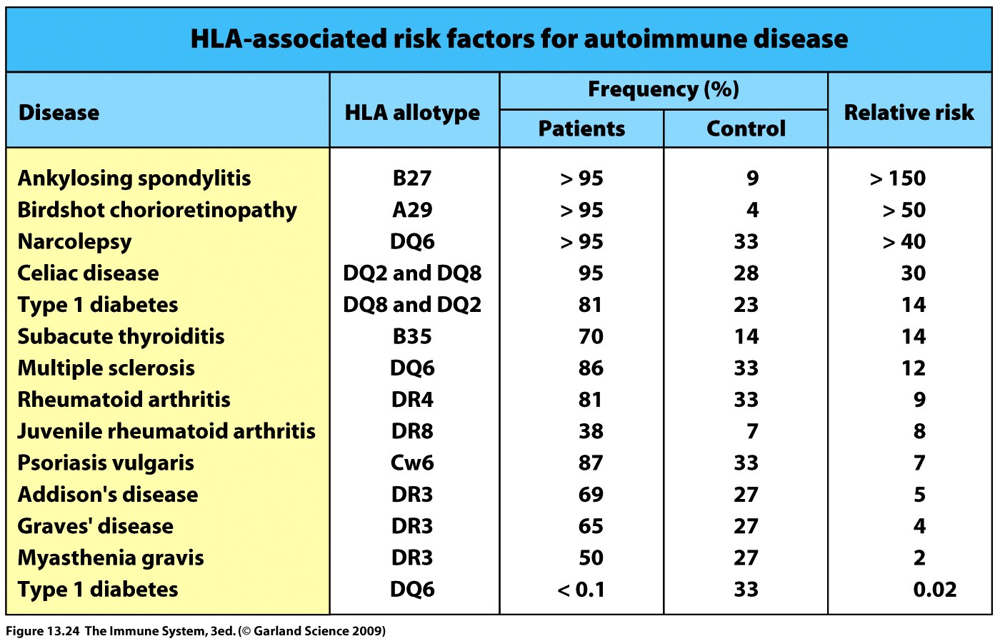 HLA-associated risk factors for autoimmune disease
Disease HLA allotype Frequency (%) Relative risk
Patients Control
Ankylosing spondylitis B27 > 95 9 > 150
Birdshot chorioretinopathy A29 > 95 4 > 50
Narcolepsy DQ6 > 95 33 > 40
Celiac disease DQ2 and DQ8 95 28 30
Type 1 diabetes DQ8 and DQ2 81 23 14
Subacute thyroiditis B35 70 14 14
Multiple sclerosis DQ6 86 33 12
Rheumatoid arthritis DR4 81 33 9
Juvenile rheumatoid arthritis DR8 38 7 8
Psoriasis vulgaris Cw6 87 33 7
Addison's disease DR3 69 27 5
Graves' disease DR3 65 27 4
Myasthenia gravis DR3 50 27 2
Type 1 diabetes DQ6 < 0.1 33 0.02
Figure 13.24 The Immune System, 3ed. (© Garland Science 2009)